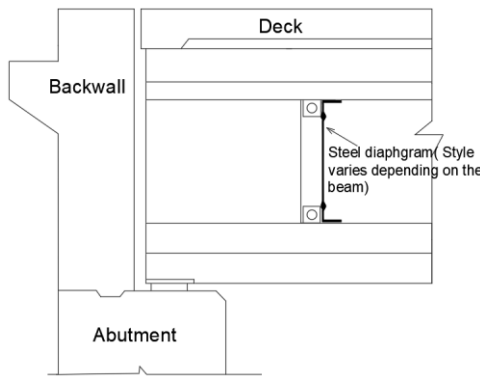 Deck
Backwall
Steel diaphgram( Style
varies depending on the
beam)
Abutment